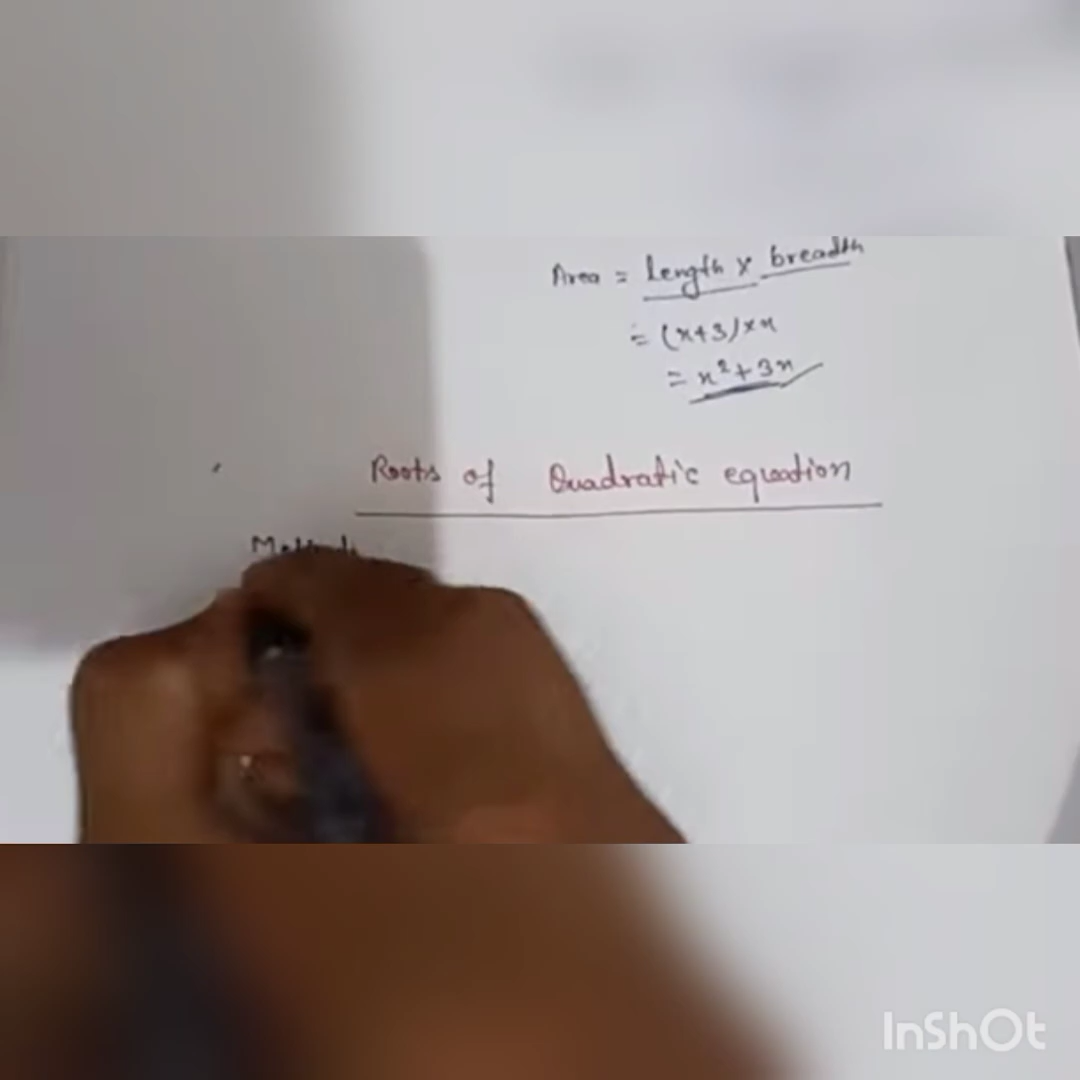 Area = length × breadth
= (x+3)×x
= x²+3x
Roots of Quadratic equation
InShOt